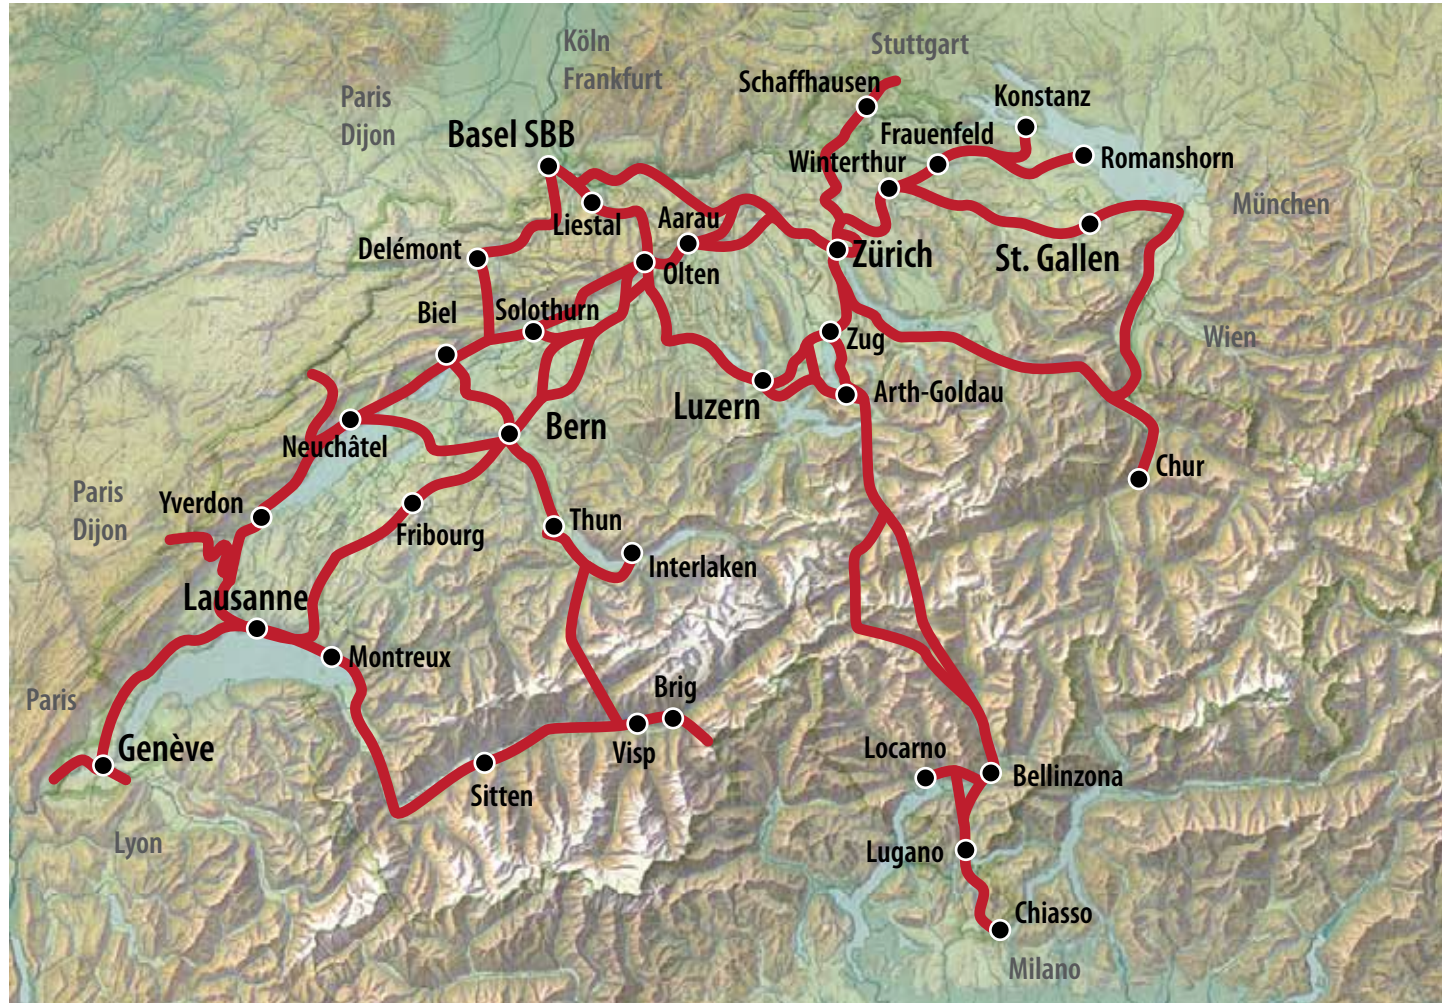 Köln
Frankfurt
Stuttgart
Paris
Dijon
Schaffhausen
Konstanz
Basel SBB
Frauenfeld
Winterthur
Romanshorn
München
Liestal
Aarau
Delémont
Zürich
St. Gallen
Olten
Biel
Solothurn
Zug
Wien
Luzern
Arth-Goldau
Bern
Neuchâtel
Chur
Paris
Dijon
Yverdon
Fribourg
Thun
Interlaken
Lausanne
Montreux
Paris
Brig
Genève
Visp
Locarno
Bellinzona
Sitten
Lyon
Lugano
Chiasso
Milano